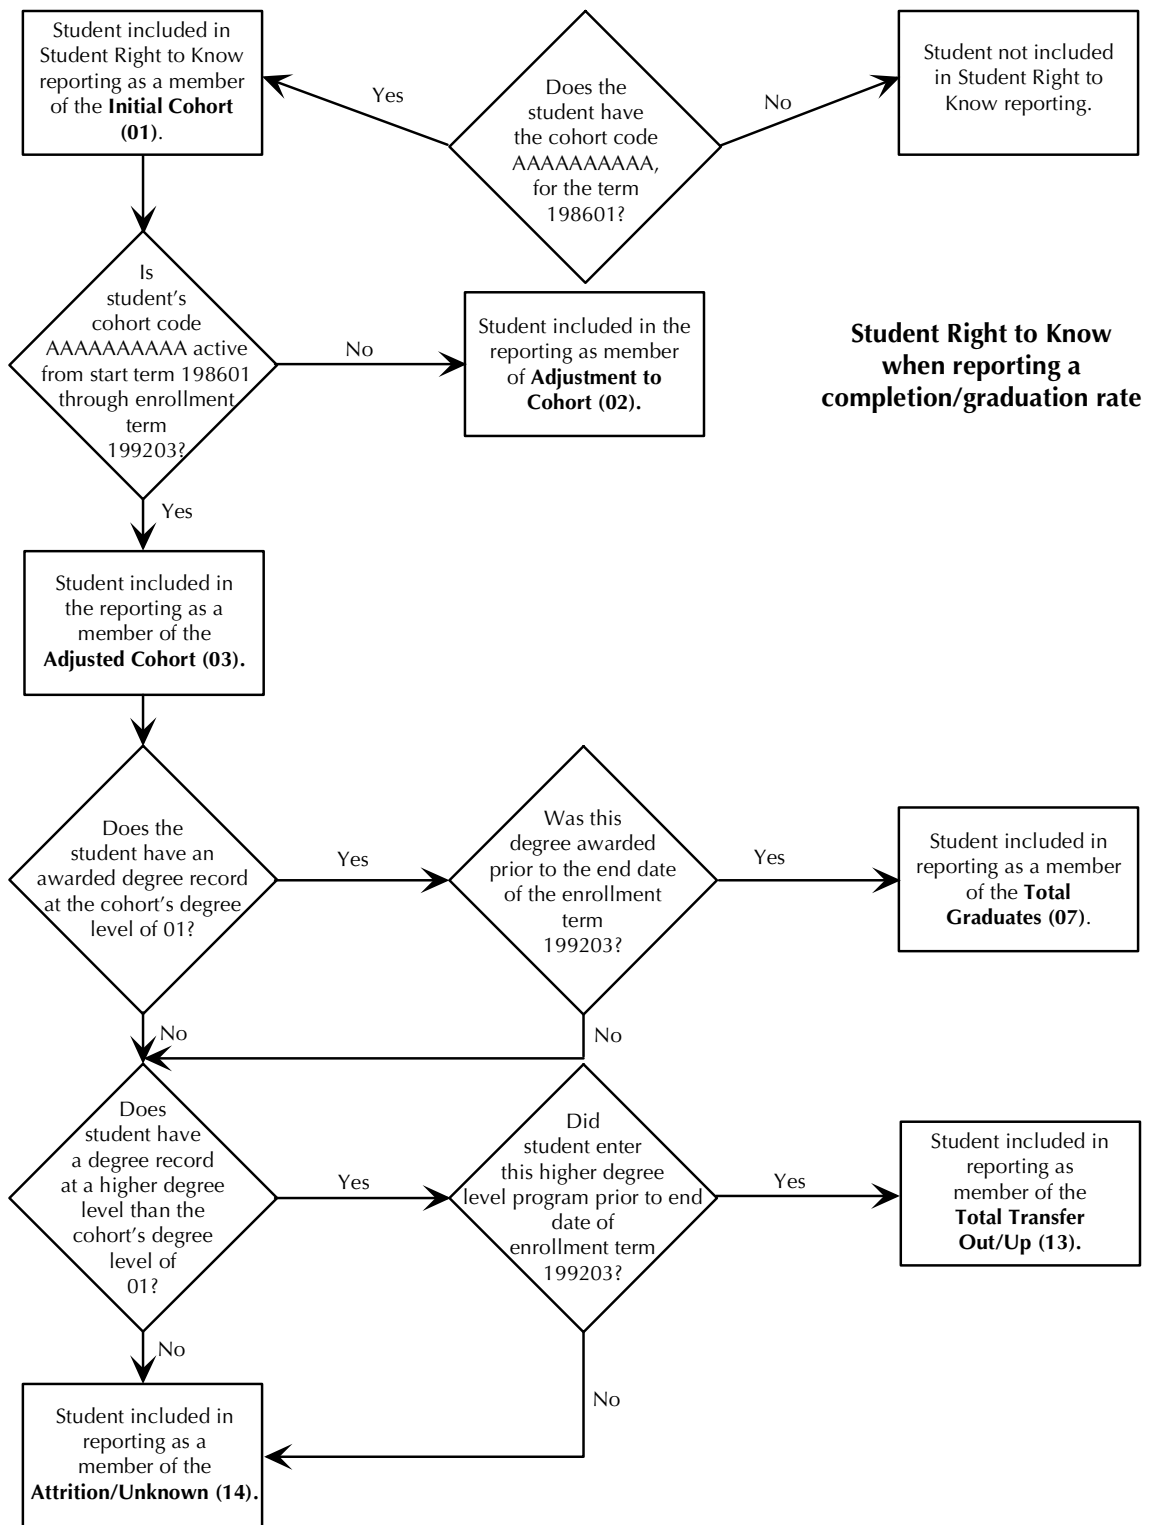 Student included in
Student Right to Know
reporting as a member
of the Initial Cohort
(01).
Yes
Does the
student have
the cohort code
AAAAAAAAAA,
for the term
198601?
No
Student not included
in Student Right to
Know reporting.
Is
student’s
cohort code
AAAAAAAAAA active
from start term 198601
through enrollment
term
199203?
No
Student included in the
reporting as member
of Adjustment to
Cohort (02).
Student Right to Know
when reporting a
completion/graduation rate
Yes
Student included in
the reporting as a
member of the
Adjusted Cohort (03).
Does the
student have an
awarded degree record
at the cohort’s degree
level of 01?
Yes
Was this
degree awarded
prior to the end date
of the enrollment
term
199203?
Yes
Student included in
reporting as a member
of the Total
Graduates (07).
No
No
Does
student have
a degree record
at a higher degree
level than the
cohort’s degree
level of
01?
Yes
Did
student enter
this higher degree
level program prior to end
date of
enrollment term
199203?
Yes
Student included in
reporting as
member of the
Total Transfer
Out/Up (13).
No
No
Student included in
reporting as a
member of the
Attrition/Unknown (14).